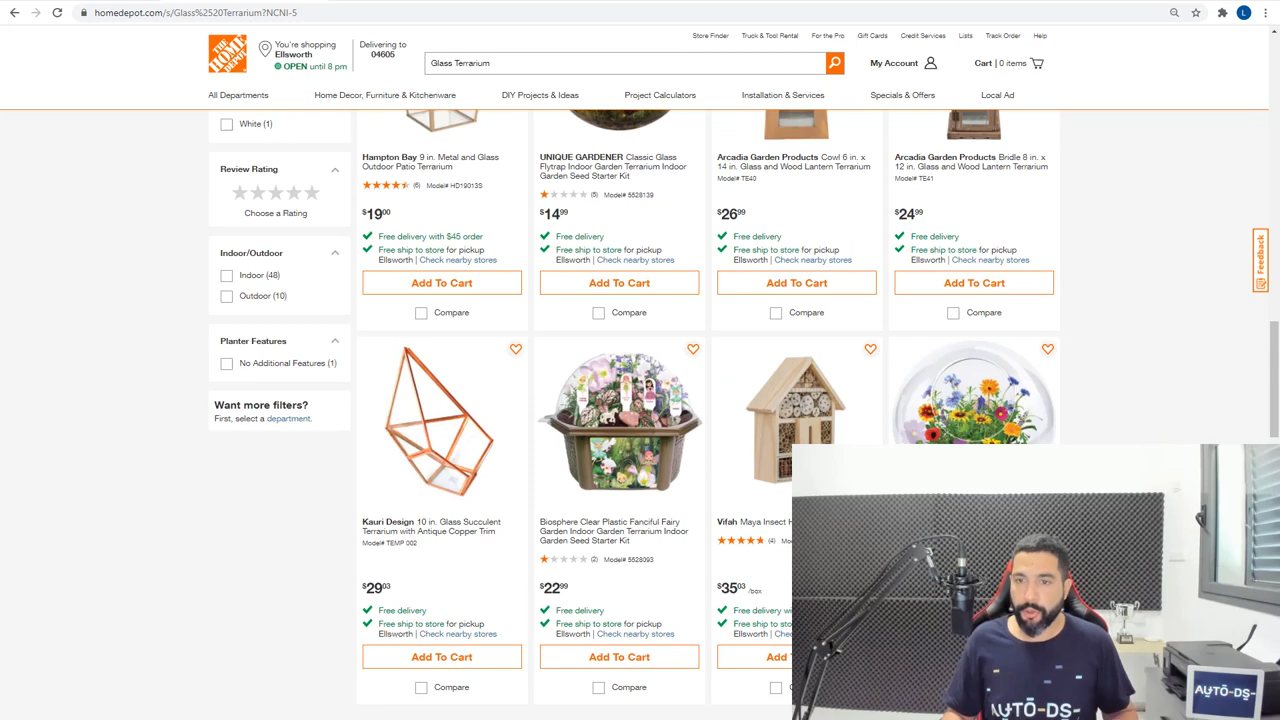 homedepot.com/s/Glass%2520Terrarium?NCNI-5
L
THE HOME DEPOT
You're shopping
Ellsworth
OPEN until 8 pm
Delivering to
04605
Store Finder
Truck & Tool Rental
For the Pro
Gift Cards
Credit Services
Lists
Track Order
Help
Glass Terrarium
My Account
Cart | 0 items
All Departments
Home Decor, Furniture & Kitchenware
DIY Projects & Ideas
Project Calculators
Installation & Services
Specials & Offers
Local Ad
White (1)
Review Rating
Choose a Rating
Indoor/Outdoor
Indoor (48)
Outdoor (10)
Planter Features
No Additional Features (1)
Want more filters?
First, select a department.
Hampton Bay 9 in. Metal and Glass
Outdoor Patio Terrarium
(6) Model# HD19013S
$19 00
Free delivery with $45 order
Free ship to store for pickup
Ellsworth | Check nearby stores
Add To Cart
Compare
UNIQUE GARDENER Classic Glass
Flytrap Indoor Garden Terrarium Indoor
Garden Seed Starter Kit
(5) Model# 5528139
$14 99
Free delivery
Free ship to store for pickup
Ellsworth | Check nearby stores
Add To Cart
Compare
Arcadia Garden Products Cowl 6 in. x
14 in. Glass and Wood Lantern Terrarium
Model# TE40
$26 99
Free delivery
Free ship to store for pickup
Ellsworth | Check nearby stores
Add To Cart
Compare
Arcadia Garden Products Bridle 8 in. x
12 in. Glass and Wood Lantern Terrarium
Model# TE41
$24 99
Free delivery
Free ship to store for pickup
Ellsworth | Check nearby stores
Add To Cart
Compare
Feedback
Kauri Design 10 in. Glass Succulent
Terrarium with Antique Copper Trim
Model# TEMP 002
$29 03
Free delivery
Free ship to store for pickup
Ellsworth | Check nearby stores
Add To Cart
Compare
Biosphere Clear Plastic Fanciful Fairy
Garden Indoor Garden Terrarium Indoor
Garden Seed Starter Kit
(2) Model# 5528093
$22 99
Free delivery
Free ship to store for pickup
Ellsworth | Check nearby stores
Add To Cart
Compare
Vifah Maya Insect H
(4) Mo
$35 03 /box
Free delivery wi
Free ship to sto
Ellsworth | Che
Add T
AUTO-DS-
AUTO-DS-